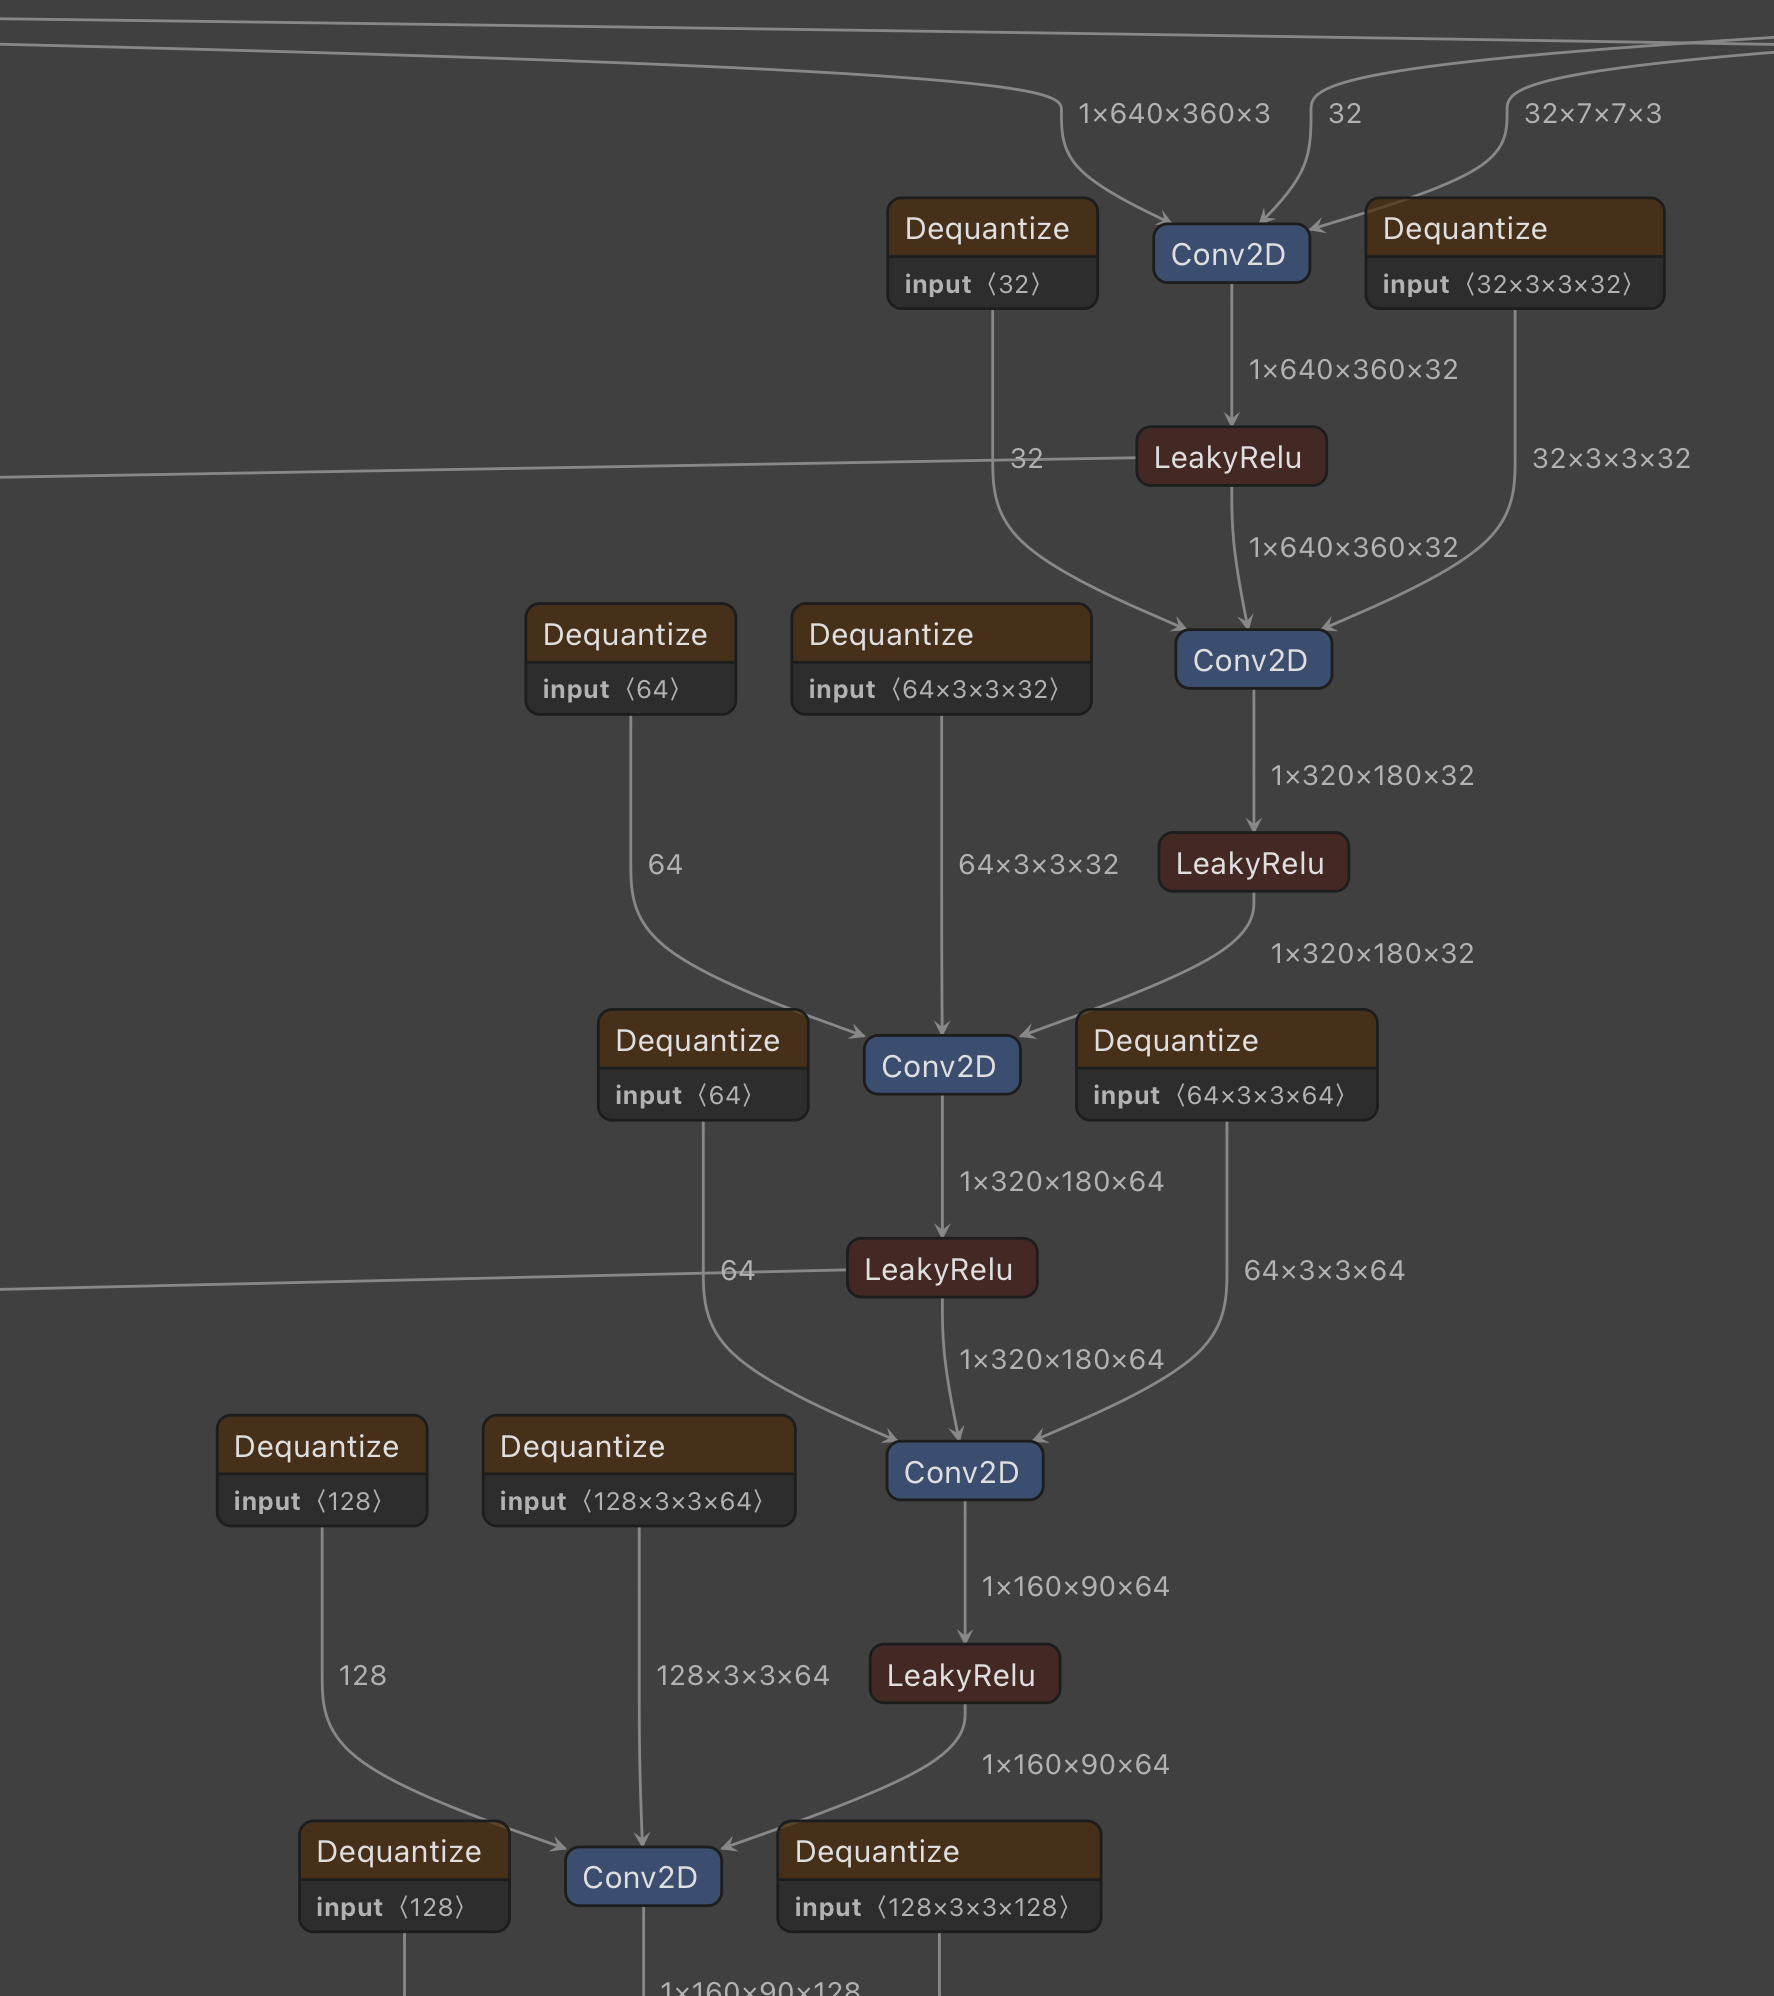 1×640×360×3
32
32×7×7×3
Dequantize
input 〈32〉
Conv2D
Dequantize
input 〈32×3×3×32〉
1×640×360×32
32
LeakyRelu
32×3×3×32
1×640×360×32
Dequantize
input 〈64〉
Dequantize
input 〈64×3×3×32〉
Conv2D
1×320×180×32
64
64×3×3×32
LeakyRelu
1×320×180×32
Dequantize
input 〈64〉
Conv2D
Dequantize
input 〈64×3×3×64〉
1×320×180×64
64
LeakyRelu
64×3×3×64
1×320×180×64
Dequantize
input 〈128〉
Dequantize
input 〈128×3×3×64〉
Conv2D
1×160×90×64
128
128×3×3×64
LeakyRelu
1×160×90×64
Dequantize
input 〈128〉
Conv2D
Dequantize
input 〈128×3×3×128〉
1×160×90×128